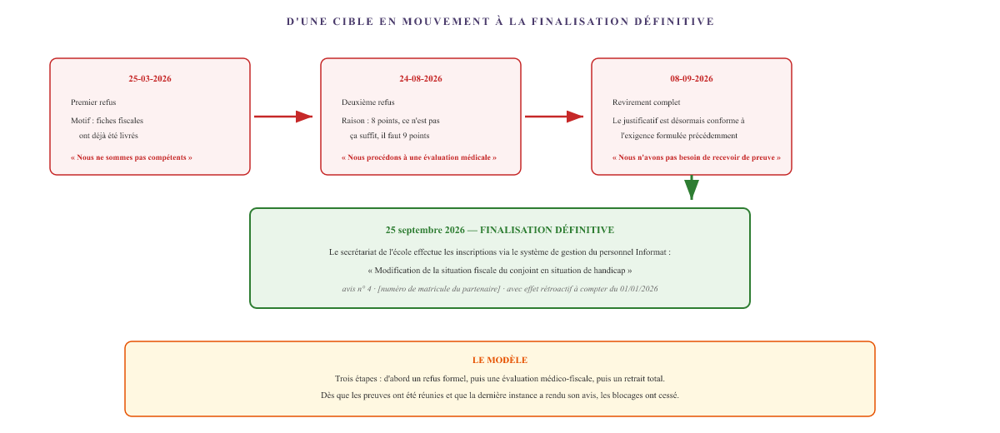 D'UNE CIBLE EN MOUVEMENT À LA FINALISATION DÉFINITIVE
25-03-2026
Premier refus
Motif : fiches fiscales
ont déjà été livrés
« Nous ne sommes pas compétents »
24-08-2026
Deuxième refus
Raison : 8 points, ce n'est pas
ça suffit, il faut 9 points
« Nous procédons à une évaluation médicale »
08-09-2026
Revirement complet
Le justificatif est désormais conforme à
l'exigence formulée précédemment
« Nous n'avons pas besoin de recevoir de preuve »
25 septembre 2026 — FINALISATION DÉFINITIVE
Le secrétariat de l'école effectue les inscriptions via le système de gestion du personnel Informat :
« Modification de la situation fiscale du conjoint en situation de handicap »
avis n° 4 · [numéro de matricule du partenaire] · avec effet rétroactif à compter du 01/01/2026
LE MODÈLE
Trois étapes : d'abord un refus formel, puis une évaluation médico-fiscale, puis un retrait total.
Dès que les preuves ont été réunies et que la dernière instance a rendu son avis, les blocages ont cessé.